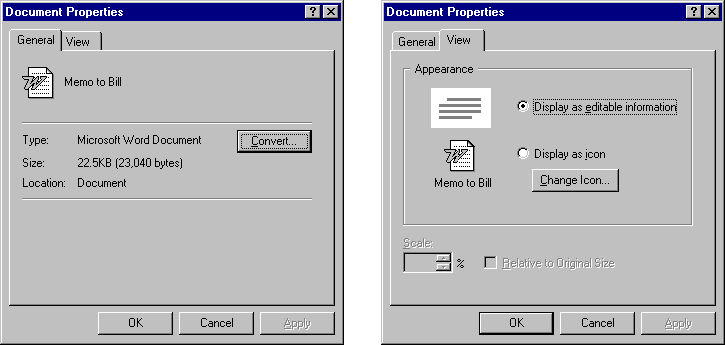 Document Properties
General View
Memo to Bill
Type: Microsoft Word Document Convert...
Size: 22.5KB (23,040 bytes)
Location: Document
OK Cancel Apply
Document Properties
General View
Appearance
Display as editable information
Display as icon
Memo to Bill Change Icon...
Scale:
% Relative to Original Size
OK Cancel Apply